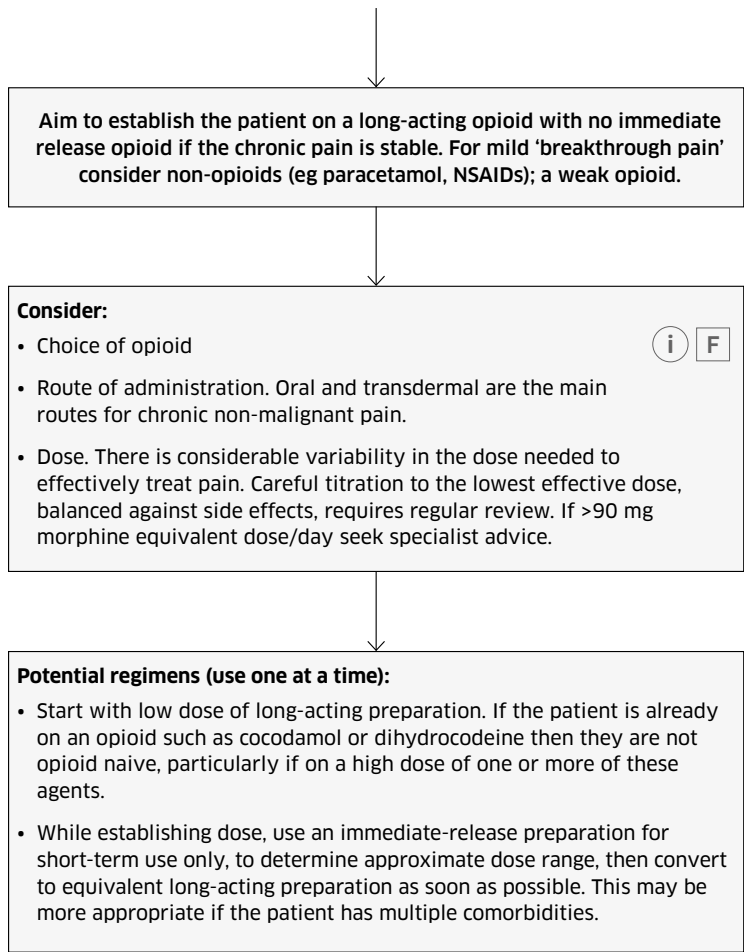 Aim to establish the patient on a long-acting opioid with no immediate
release opioid if the chronic pain is stable. For mild ‘breakthrough pain’
consider non-opioids (eg paracetamol, NSAIDs); a weak opioid.
Consider:
• Choice of opioid
i F
• Route of administration. Oral and transdermal are the main
routes for chronic non-malignant pain.
• Dose. There is considerable variability in the dose needed to
effectively treat pain. Careful titration to the lowest effective dose,
balanced against side effects, requires regular review. If >90 mg
morphine equivalent dose/day seek specialist advice.
Potential regimens (use one at a time):
• Start with low dose of long-acting preparation. If the patient is already
on an opioid such as cocodamol or dihydrocodeine then they are not
opioid naive, particularly if on a high dose of one or more of these
agents.
• While establishing dose, use an immediate-release preparation for
short-term use only, to determine approximate dose range, then convert
to equivalent long-acting preparation as soon as possible. This may be
more appropriate if the patient has multiple comorbidities.